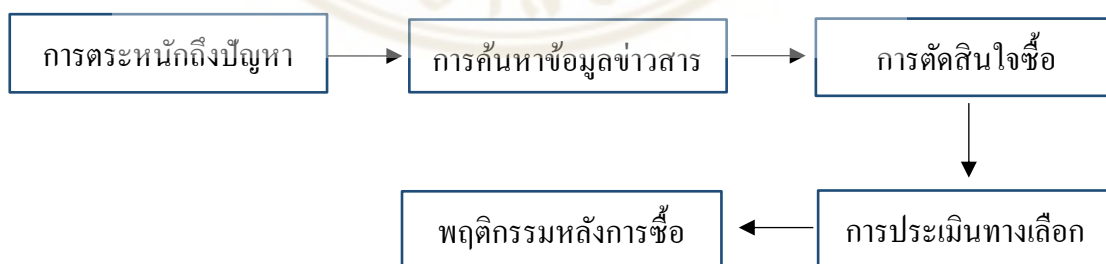 การตระหนักถึงปัญหา
การค้นหาข้อมูลข่าวสาร
การตัดสินใจซื้อ
การประเมินทางเลือก
พฤติกรรมหลังการซื้อ